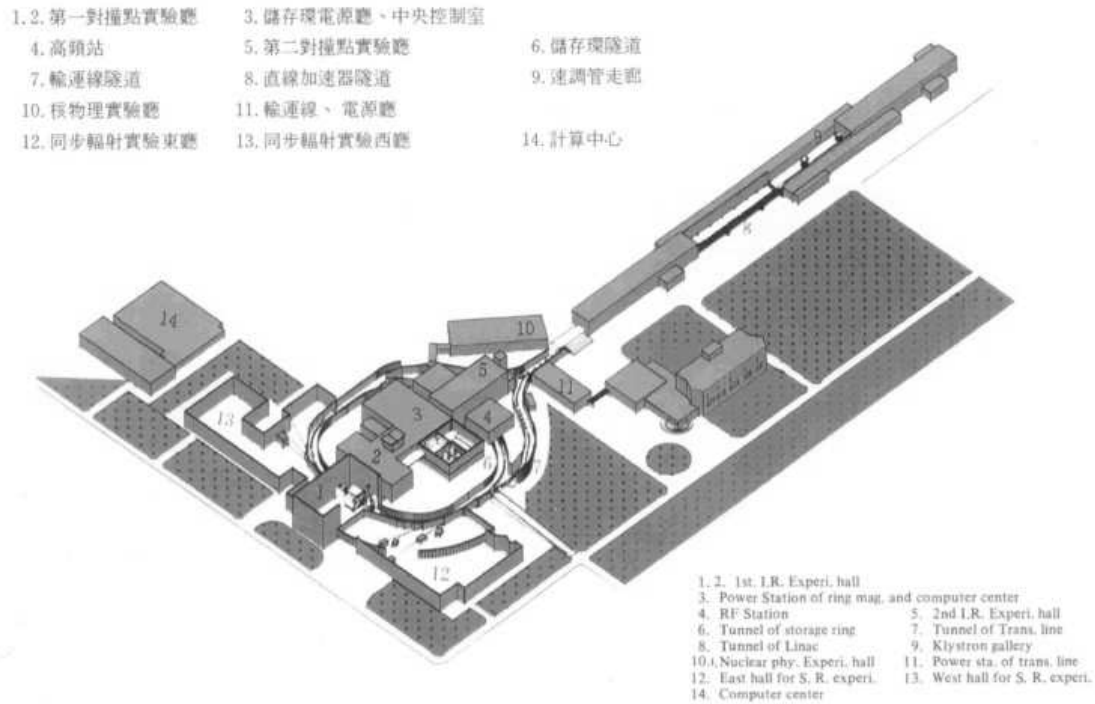 1.2.第一對撞點實驗廳 3.儲存環電源廳、中央控制室
4.高頻站 5.第二對撞點實驗廳 6.儲存環隧道
7.輸運線隧道 8.直線加速器隧道 9.速調管走廊
10.核物理實驗廳 11.輸運線、電源廳
12.同步輻射實驗東廳 13.同步輻射實驗西廳 14.計算中心
9
8
14
10
5
11
3
4
13
2
6
7
1
12
1, 2. 1st. I.R. Experi. hall
3. Power Station of ring mag. and computer center
4. RF Station 5. 2nd I.R. Experi. hall
6. Tunnel of storage ring 7. Tunnel of Trans. line
8. Tunnel of Linac 9. Klystron gallery
10. Nuclear phy. Experi. hall 11. Power sta. of trans. line
12. East hall for S. R. experi. 13. West hall for S. R. experi.
14. Computer center